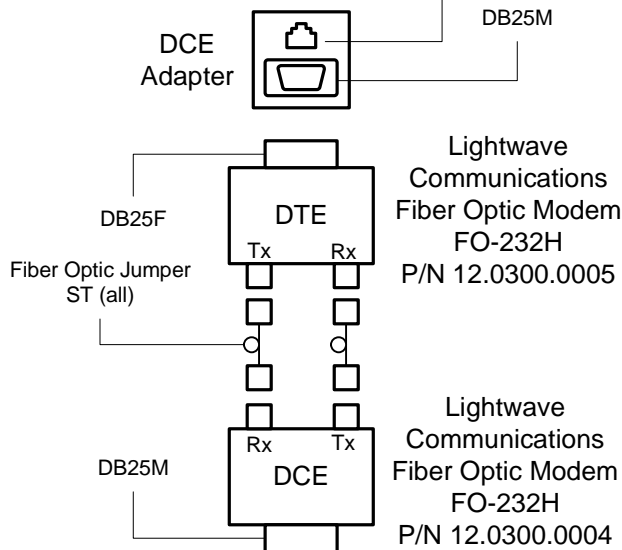 DB25M
DCE
Adapter
Lightwave
Communications
Fiber Optic Modem
FO-232H
P/N 12.0300.0005
DB25F
DTE
Tx
Rx
Fiber Optic Jumper
ST (all)
Rx
Tx
DCE
DB25M
Lightwave
Communications
Fiber Optic Modem
FO-232H
P/N 12.0300.0004